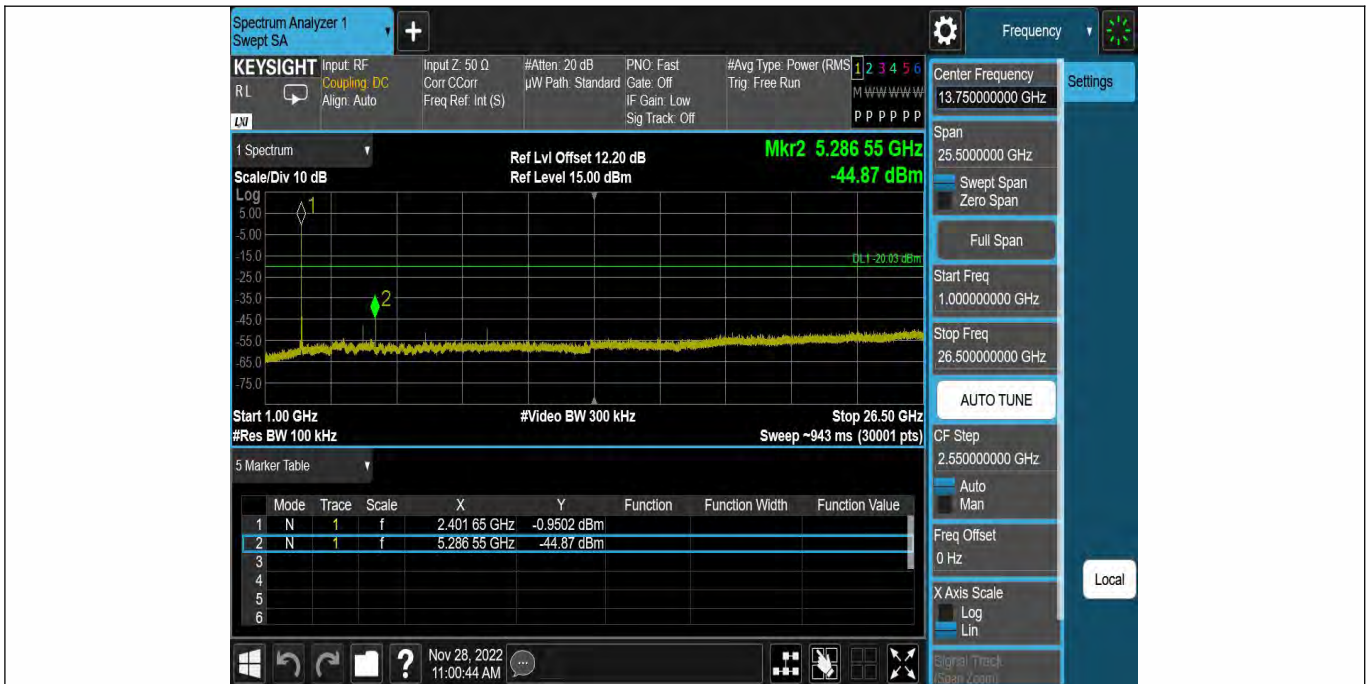 Spectrum Analyzer 1
Swept SA
+
Frequency
KEYSIGHT
RL
LXI
Input: RF
Coupling: DC
Align: Auto
Input Z: 50 Ω
Corr CCorr
Freq Ref: Int (S)
#Atten: 20 dB
µW Path: Standard
PNO: Fast
Gate: Off
IF Gain: Low
Sig Track: Off
#Avg Type: Power (RMS
Trig: Free Run
1 2 3 4 5 6
M W W W W W
P P P P P P
1 Spectrum
Scale/Div 10 dB
Ref Lvl Offset 12.20 dB
Ref Level 15.00 dBm
Mkr2 5.286 55 GHz
-44.87 dBm
Log
5.00
-5.00
-15.0
-25.0
-35.0
-45.0
-55.0
-65.0
-75.0
1
2
DL1 -20.03 dBm
Start 1.00 GHz
#Res BW 100 kHz
#Video BW 300 kHz
Stop 26.50 GHz
Sweep ~943 ms (30001 pts)
5 Marker Table
Mode Trace Scale X Y Function Function Width Function Value
1 N 1 f 2.401 65 GHz -0.9502 dBm
2 N 1 f 5.286 55 GHz -44.87 dBm
3
4
5
6
Nov 28, 2022
11:00:44 AM
Center Frequency
13.750000000 GHz
Settings
Span
25.5000000 GHz
Swept Span
Zero Span
Full Span
Start Freq
1.000000000 GHz
Stop Freq
26.500000000 GHz
AUTO TUNE
CF Step
2.550000000 GHz
Auto
Man
Freq Offset
0 Hz
X Axis Scale
Log
Lin
Local
Signal Track
(Span Zoom)